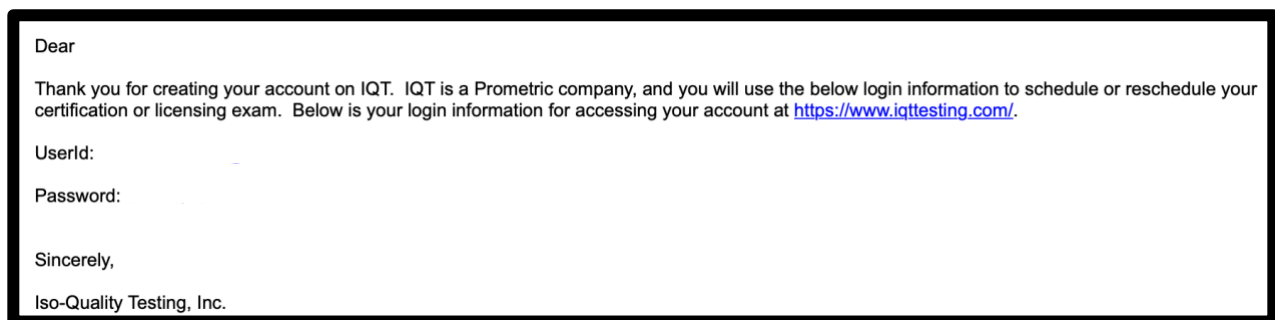 Dear
Thank you for creating your account on IQT.  IQT is a Prometric company, and you will use the below login information to schedule or reschedule your
certification or licensing exam.  Below is your login information for accessing your account at https://www.iqttesting.com/.
UserId:
Password:
Sincerely,
Iso-Quality Testing, Inc.